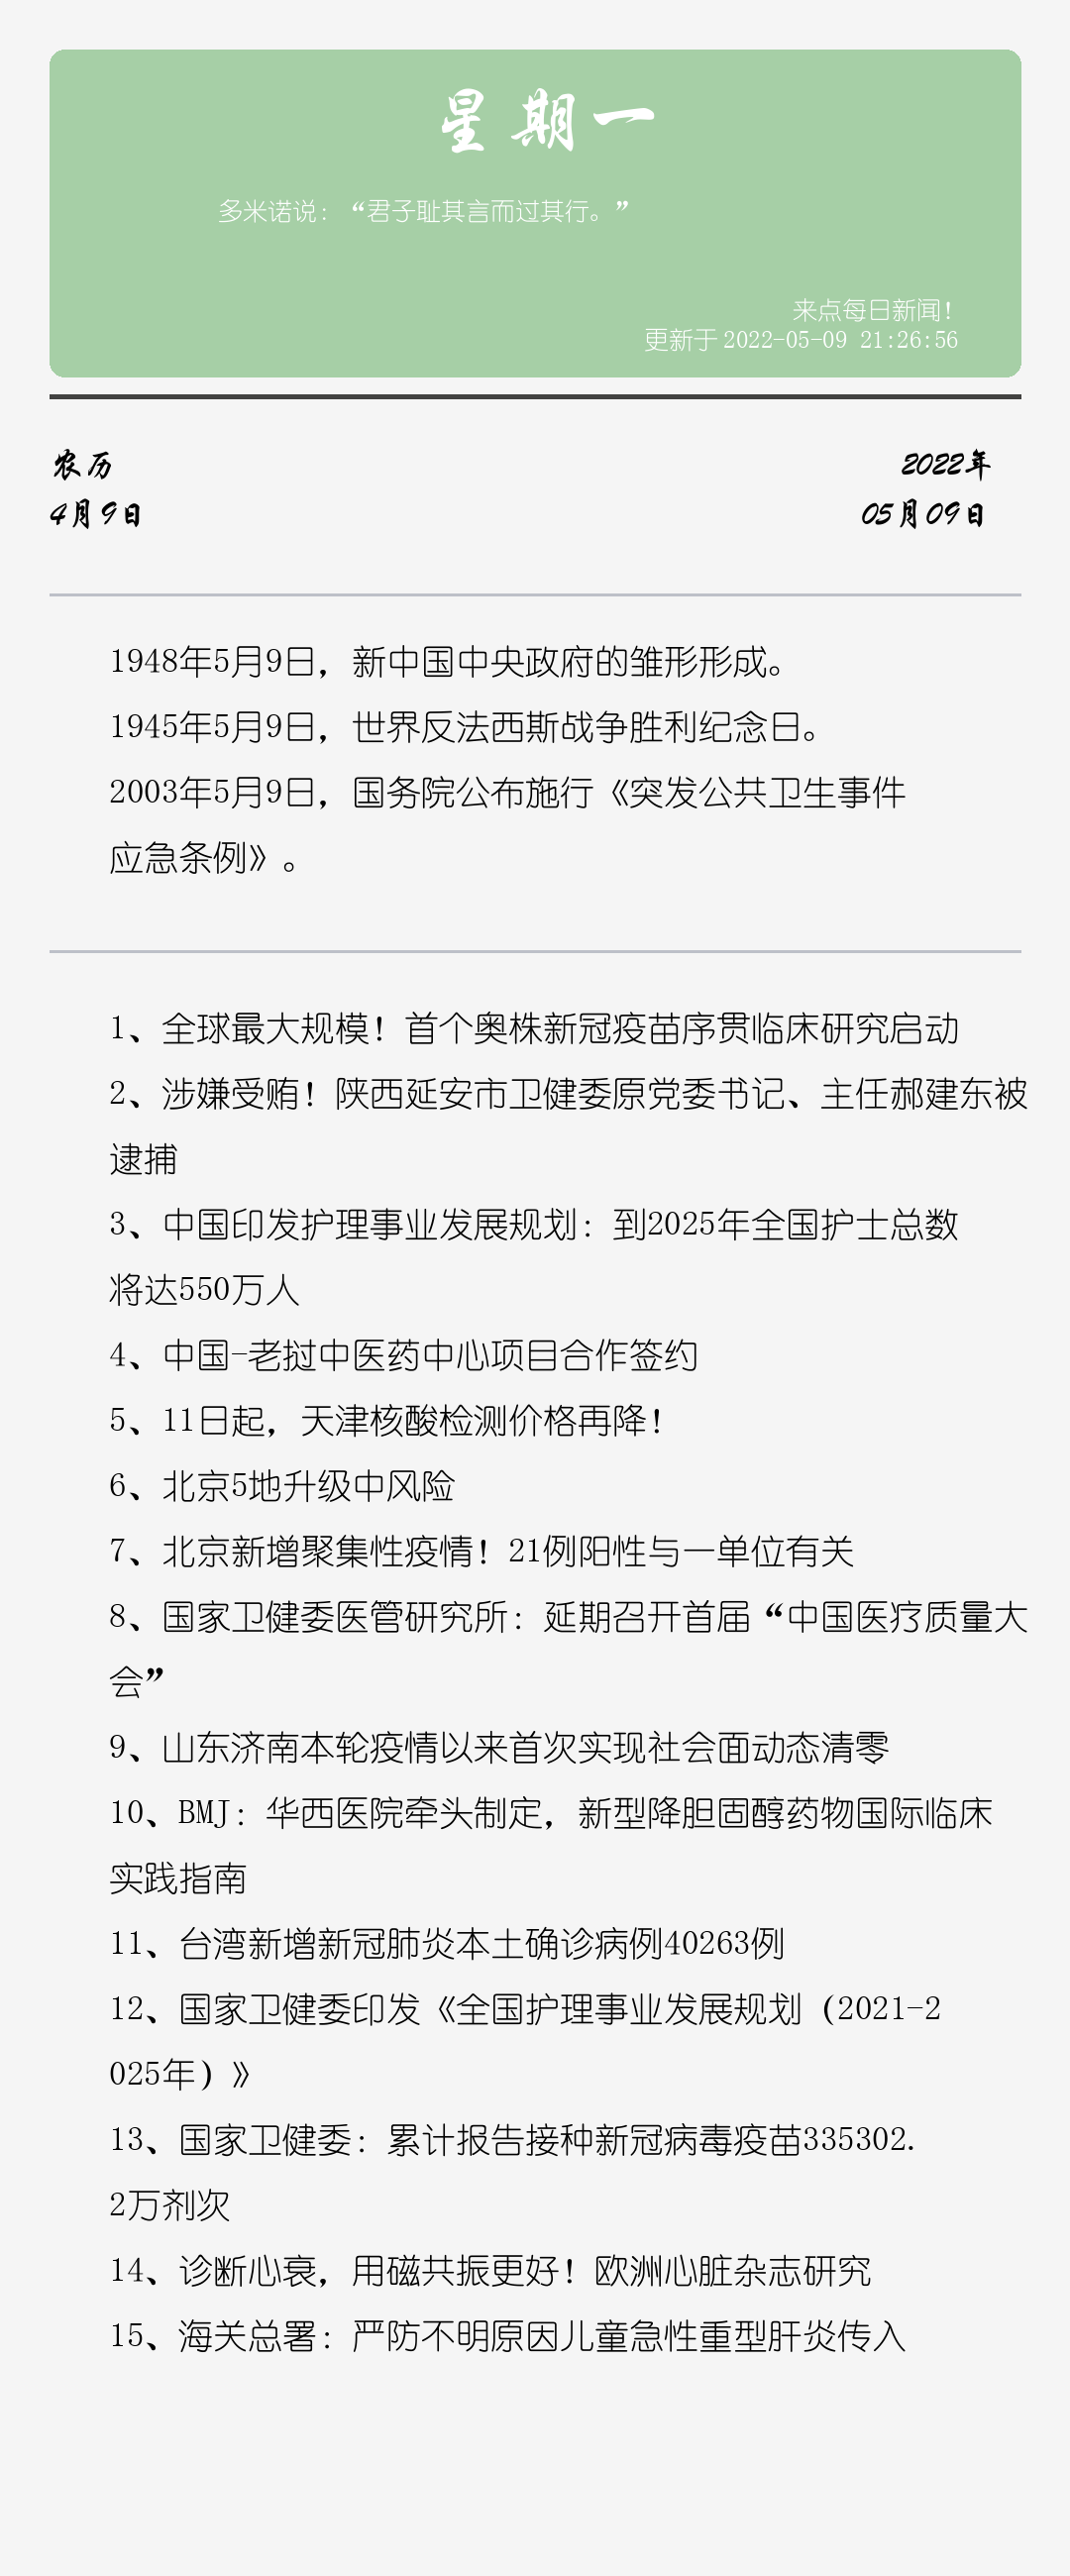 星期一
多米诺说：“君子耻其言而过其行。”
来点每日新闻！
更新于 2022-05-09 21:26:56
农历
2022年
4月9日
05月09日
1948年5月9日，新中国中央政府的雏形形成。
1945年5月9日，世界反法西斯战争胜利纪念日。
2003年5月9日，国务院公布施行《突发公共卫生事件
应急条例》。
1、全球最大规模！首个奥株新冠疫苗序贯临床研究启动
2、涉嫌受贿！陕西延安市卫健委原党委书记、主任郝建东被
逮捕
3、中国印发护理事业发展规划：到2025年全国护士总数
将达550万人
4、中国-老挝中医药中心项目合作签约
5、11日起，天津核酸检测价格再降！
6、北京5地升级中风险
7、北京新增聚集性疫情！21例阳性与一单位有关
8、国家卫健委医管研究所：延期召开首届“中国医疗质量大
会”
9、山东济南本轮疫情以来首次实现社会面动态清零
10、BMJ：华西医院牵头制定，新型降胆固醇药物国际临床
实践指南
11、台湾新增新冠肺炎本土确诊病例40263例
12、国家卫健委印发《全国护理事业发展规划（2021-2
025年）》
13、国家卫健委：累计报告接种新冠病毒疫苗335302.
2万剂次
14、诊断心衰，用磁共振更好！欧洲心脏杂志研究
15、海关总署：严防不明原因儿童急性重型肝炎传入